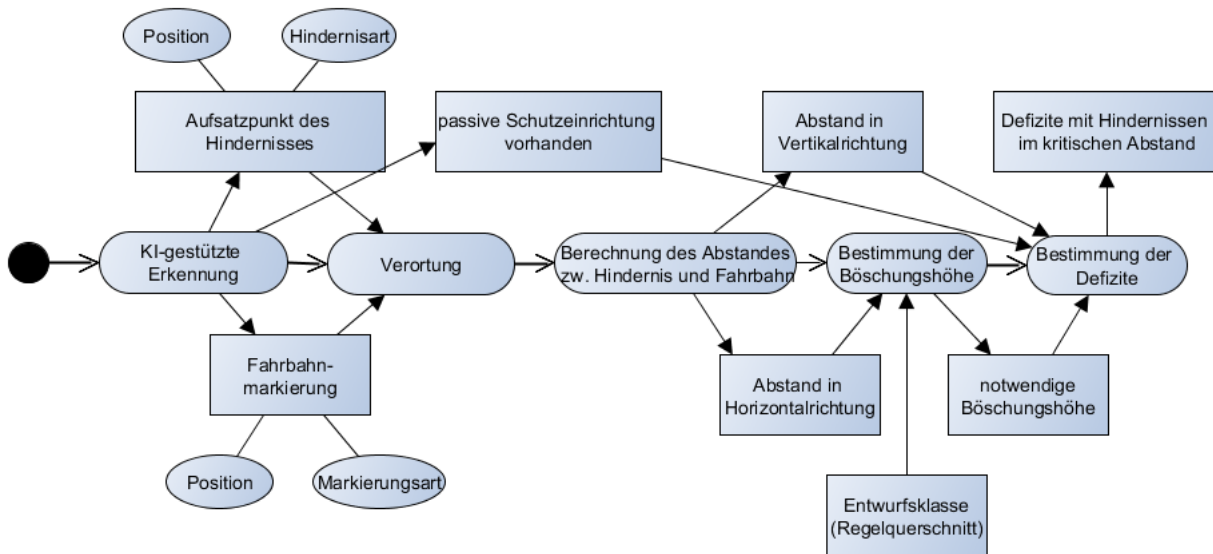 Position
Hindernisart
Aufsatzpunkt des
Hindernisses
passive Schutzeinrichtung
vorhanden
Abstand in
Vertikalrichtung
Defizite mit Hindernissen
im kritischen Abstand
KI-gestützte
Erkennung
Verortung
Berechnung des Abstandes
zw. Hindernis und Fahrbahn
Bestimmung der
Böschungshöhe
Bestimmung der
Defizite
Fahrbahn-
markierung
Abstand in
Horizontalrichtung
notwendige
Böschungshöhe
Position
Markierungsart
Entwurfsklasse
(Regelquerschnitt)